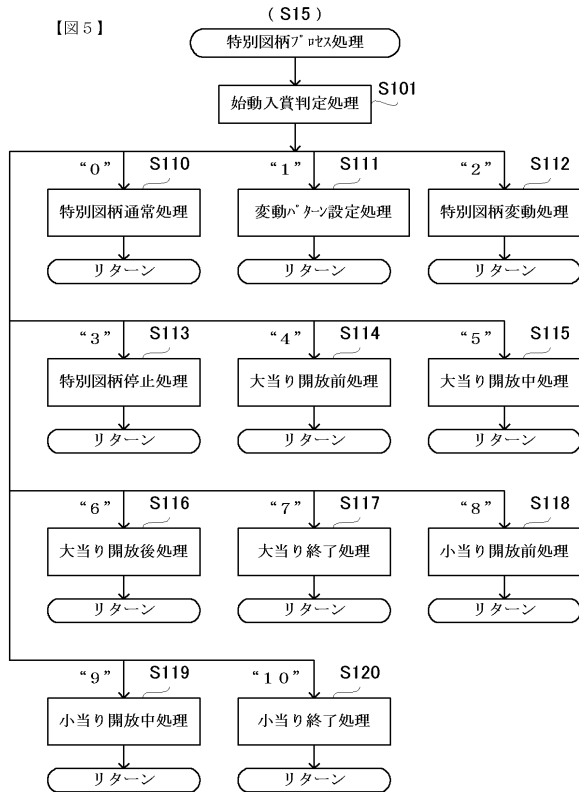 (S15)
【図5】
特別図柄ﾌﾟﾛｾｽ処理
S101
始動入賞判定処理
“0” S110 “1” S111 “2” S112
特別図柄通常処理 変動ﾊﾟﾀｰﾝ設定処理 特別図柄変動処理
リターン リターン リターン
“3” S113 “4” S114 “5” S115
特別図柄停止処理 大当り開放前処理 大当り開放中処理
リターン リターン リターン
“6” S116 “7” S117 “8” S118
大当り開放後処理 大当り終了処理 小当り開放前処理
リターン リターン リターン
“9” S119 “10” S120
小当り開放中処理 小当り終了処理
リターン リターン